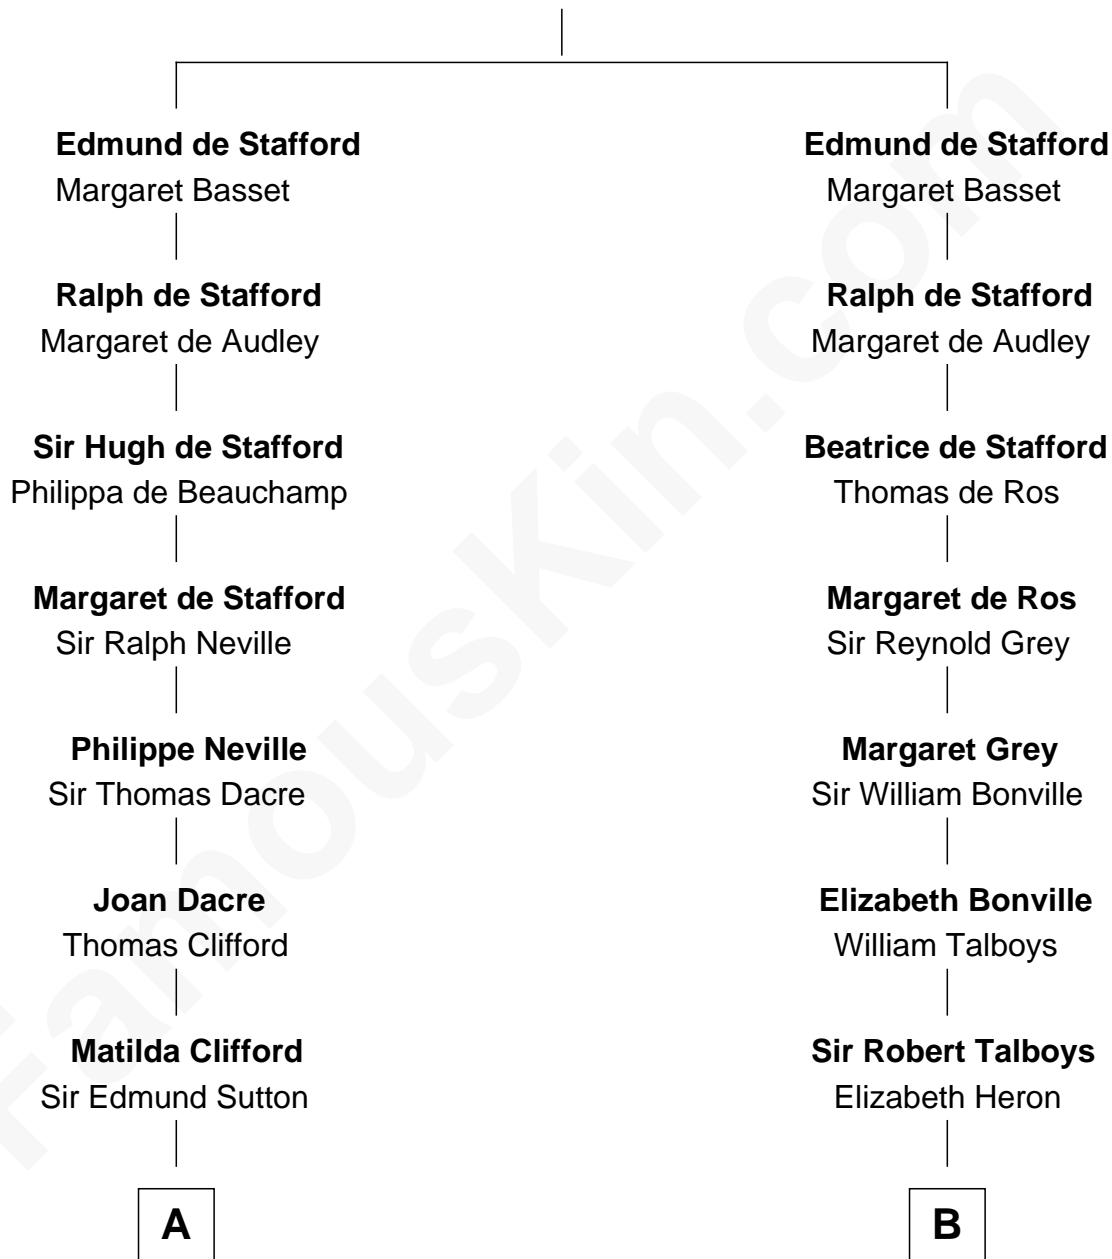 Edmund de Stafford
Margaret Basset
Ralph de Stafford
Margaret de Audley
Sir Hugh de Stafford
Philippa de Beauchamp
Margaret de Stafford
Sir Ralph Neville
Philippe Neville
Sir Thomas Dacre
Joan Dacre
Thomas Clifford
Matilda Clifford
Sir Edmund Sutton
A
Edmund de Stafford
Margaret Basset
Ralph de Stafford
Margaret de Audley
Beatrice de Stafford
Thomas de Ros
Margaret de Ros
Sir Reynold Grey
Margaret Grey
Sir William Bonville
Elizabeth Bonville
William Talboys
Sir Robert Talboys
Elizabeth Heron
B
FamousKin.com